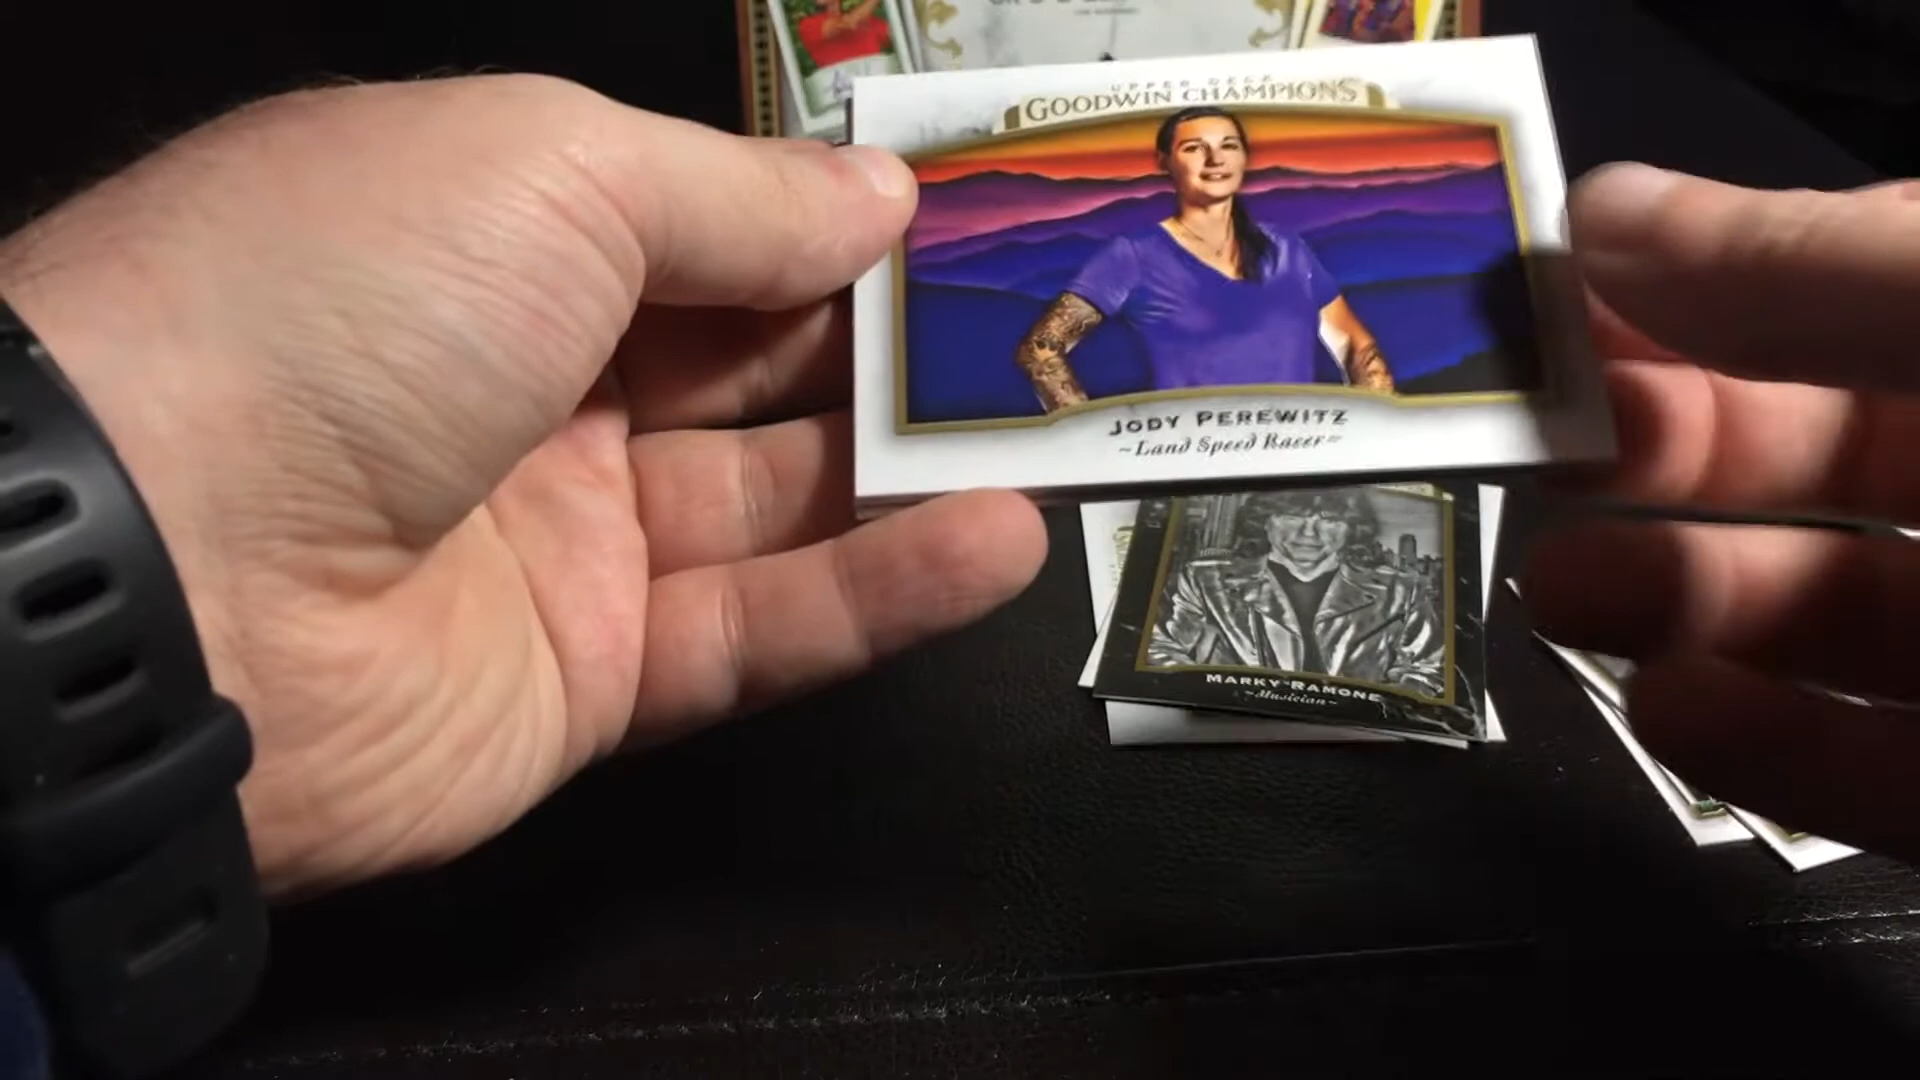 UPPER DECK
GOODWIN CHAMPIONS
JODY PEREWITZ
~Land Speed Racer~
MARKY RAMONE
~Musician~